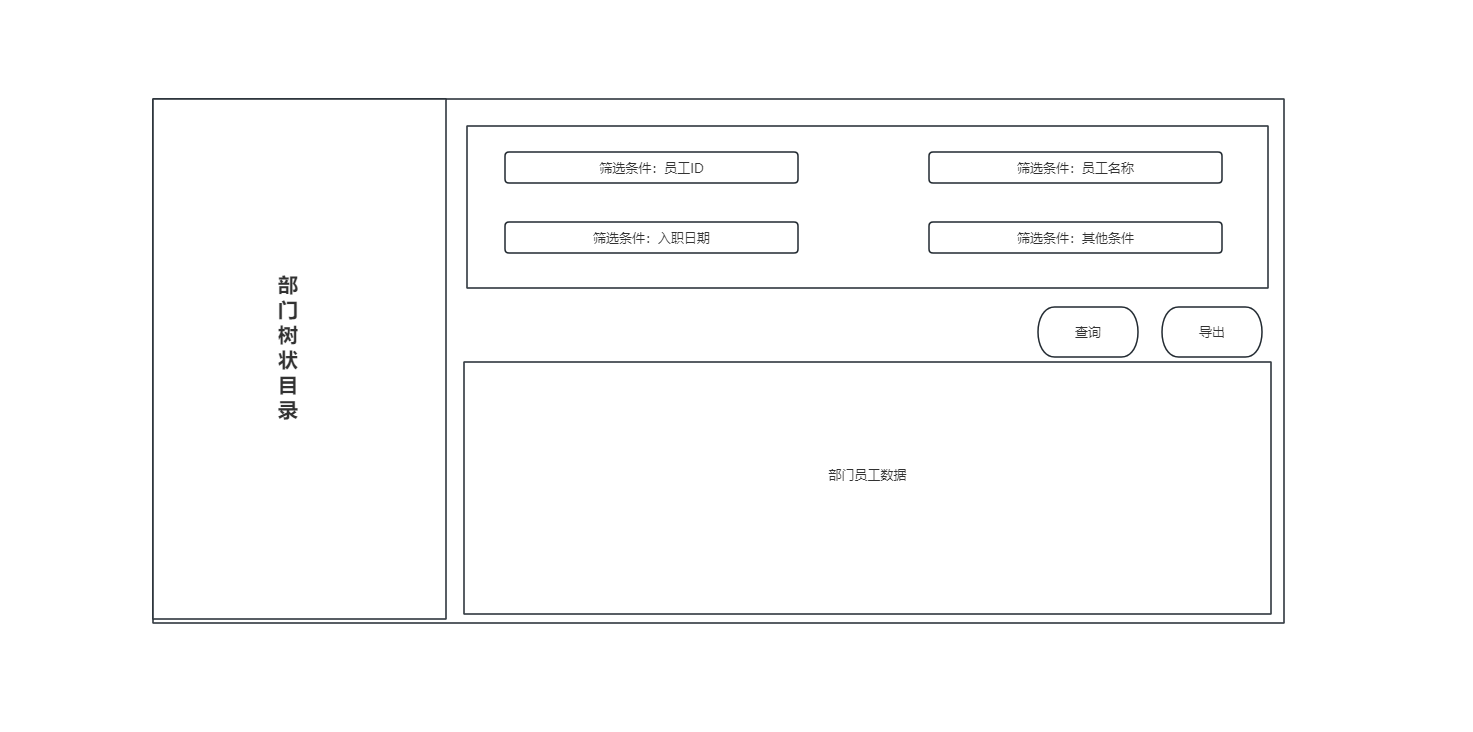 部门树状目录
筛选条件：员工ID
筛选条件：员工名称
筛选条件：入职日期
筛选条件：其他条件
查询
导出
部门员工数据